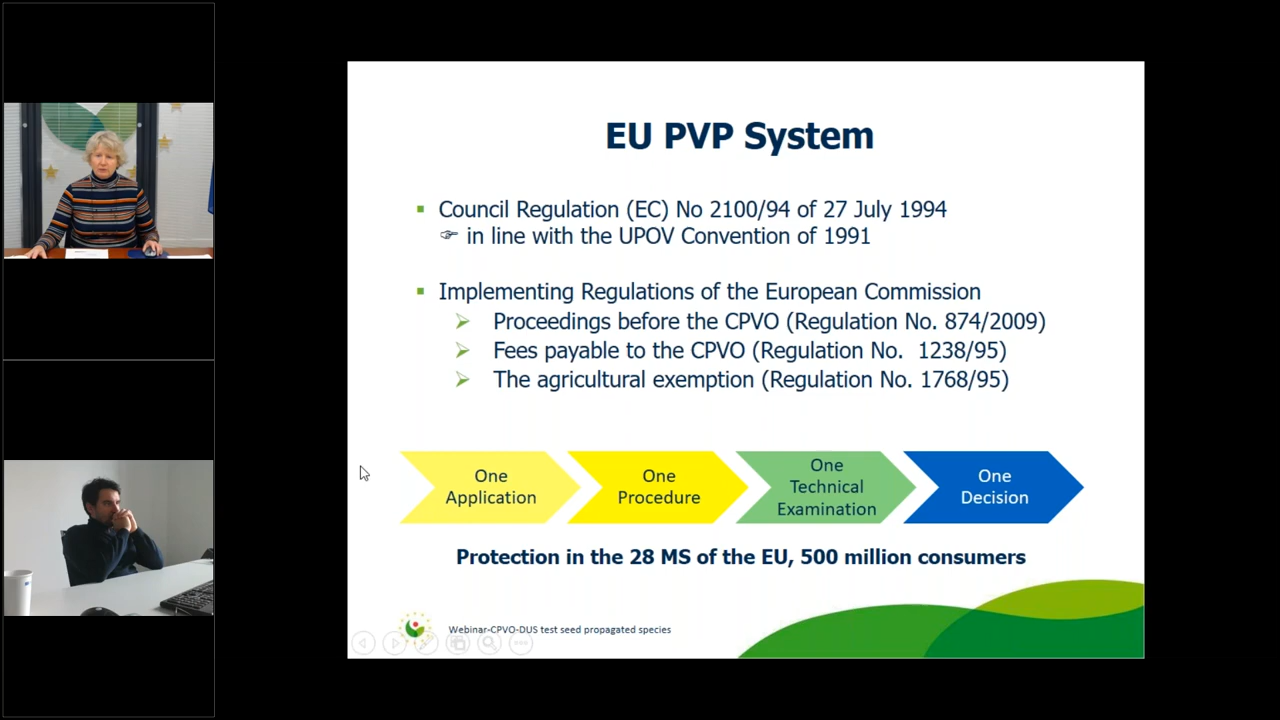 EU PVP System
▪ Council Regulation (EC) No 2100/94 of 27 July 1994
☞ in line with the UPOV Convention of 1991
▪ Implementing Regulations of the European Commission
➢ Proceedings before the CPVO (Regulation No. 874/2009)
➢ Fees payable to the CPVO (Regulation No. 1238/95)
➢ The agricultural exemption (Regulation No. 1768/95)
One
Application
One
Procedure
One
Technical
Examination
One
Decision
Protection in the 28 MS of the EU, 500 million consumers
Webinar-CPVO-DUS test seed propagated species